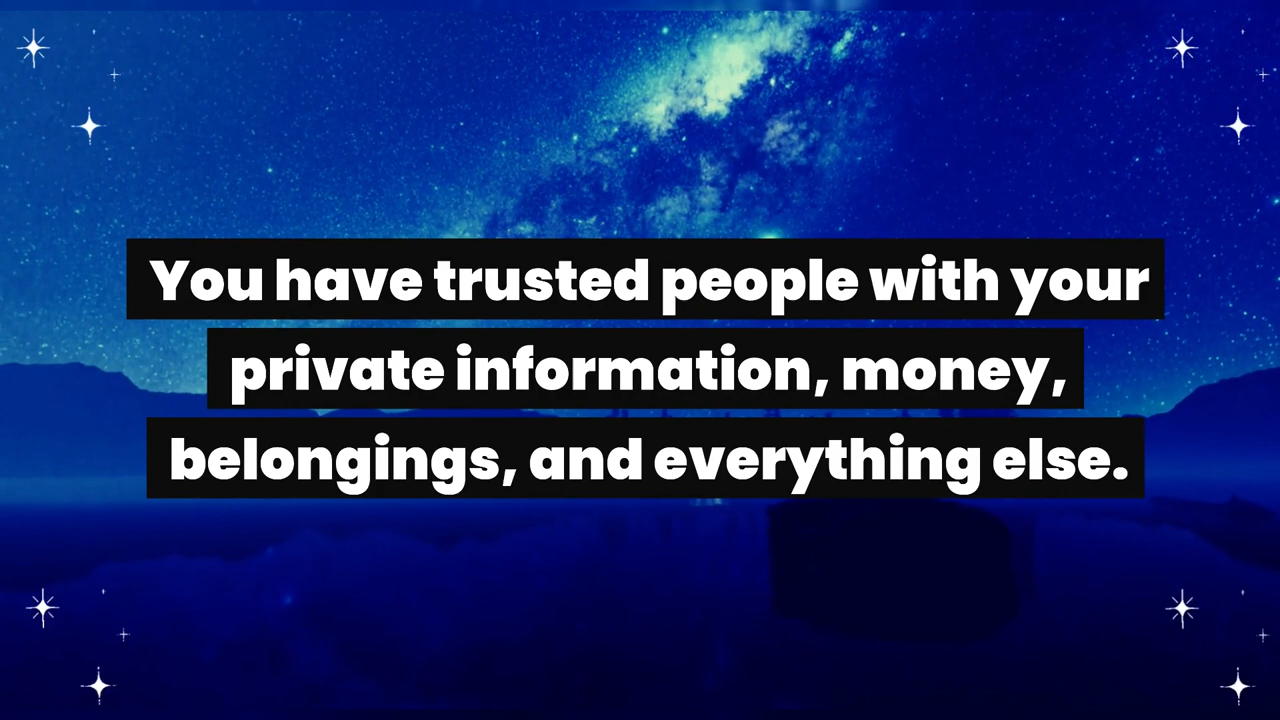 You have trusted people with your
private information, money,
belongings, and everything else.